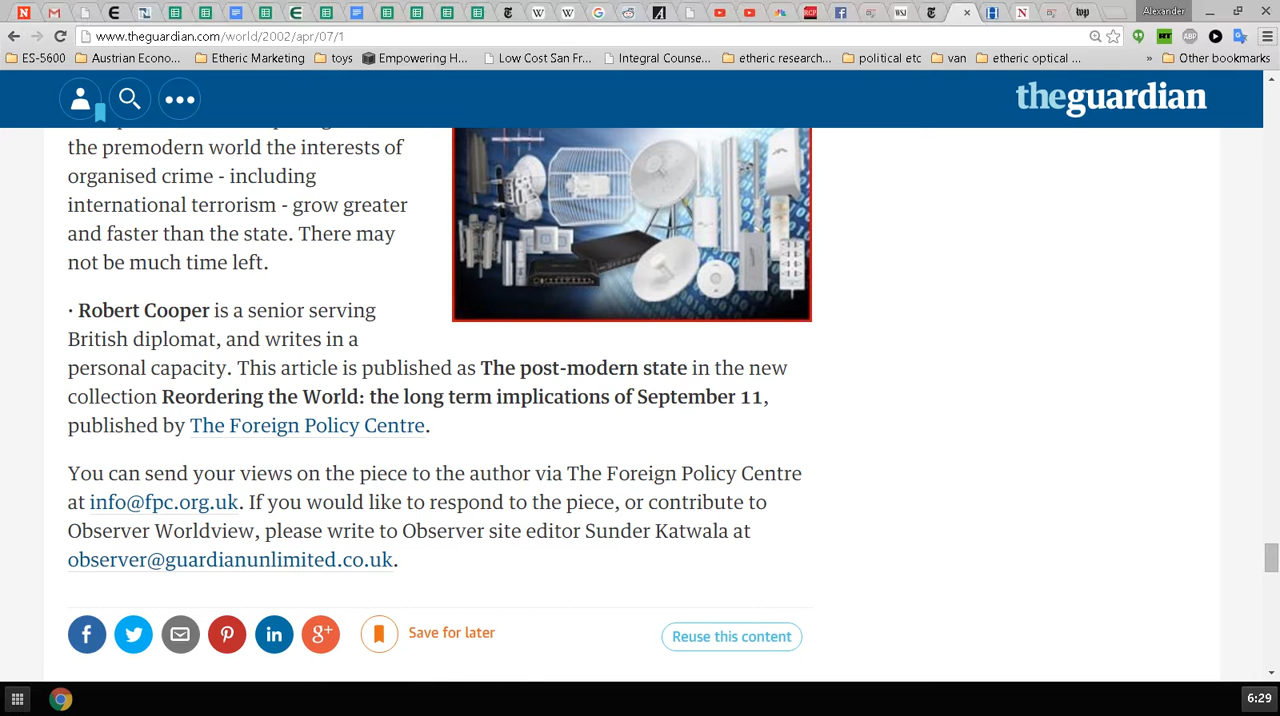 Alexander
www.theguardian.com/world/2002/apr/07/1
ES-5600
Austrian Econo...
Etheric Marketing
toys
Empowering H...
Low Cost San Fr...
Integral Counse...
etheric research...
political etc
van
etheric optical ...
»
Other bookmarks
theguardian
the premodern world the interests of
organised crime - including
international terrorism - grow greater
and faster than the state. There may
not be much time left.
· Robert Cooper is a senior serving
British diplomat, and writes in a
personal capacity. This article is published as The post-modern state in the new
collection Reordering the World: the long term implications of September 11,
published by The Foreign Policy Centre.
You can send your views on the piece to the author via The Foreign Policy Centre
at info@fpc.org.uk. If you would like to respond to the piece, or contribute to
Observer Worldview, please write to Observer site editor Sunder Katwala at
observer@guardianunlimited.co.uk.
Save for later
Reuse this content
6:29